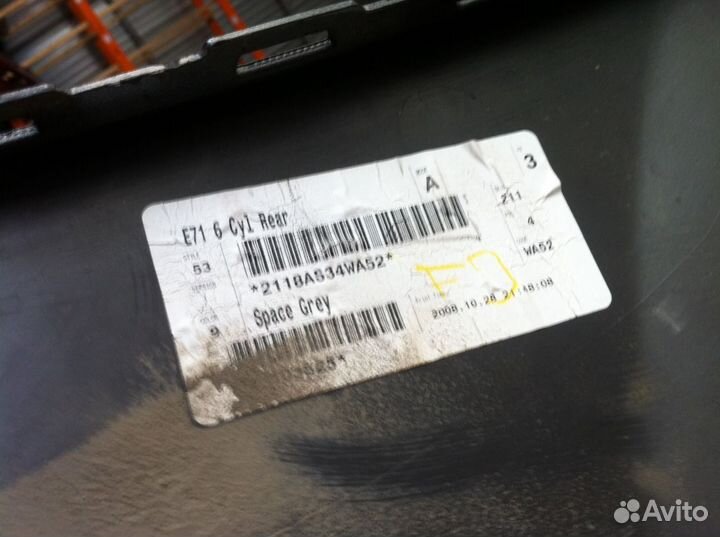 E71 6 Cyl Rear
A
3
53
211
*2118AS34WA52*
4
WA52
9
Space Grey
2008.10.28 21:48:08
Avito